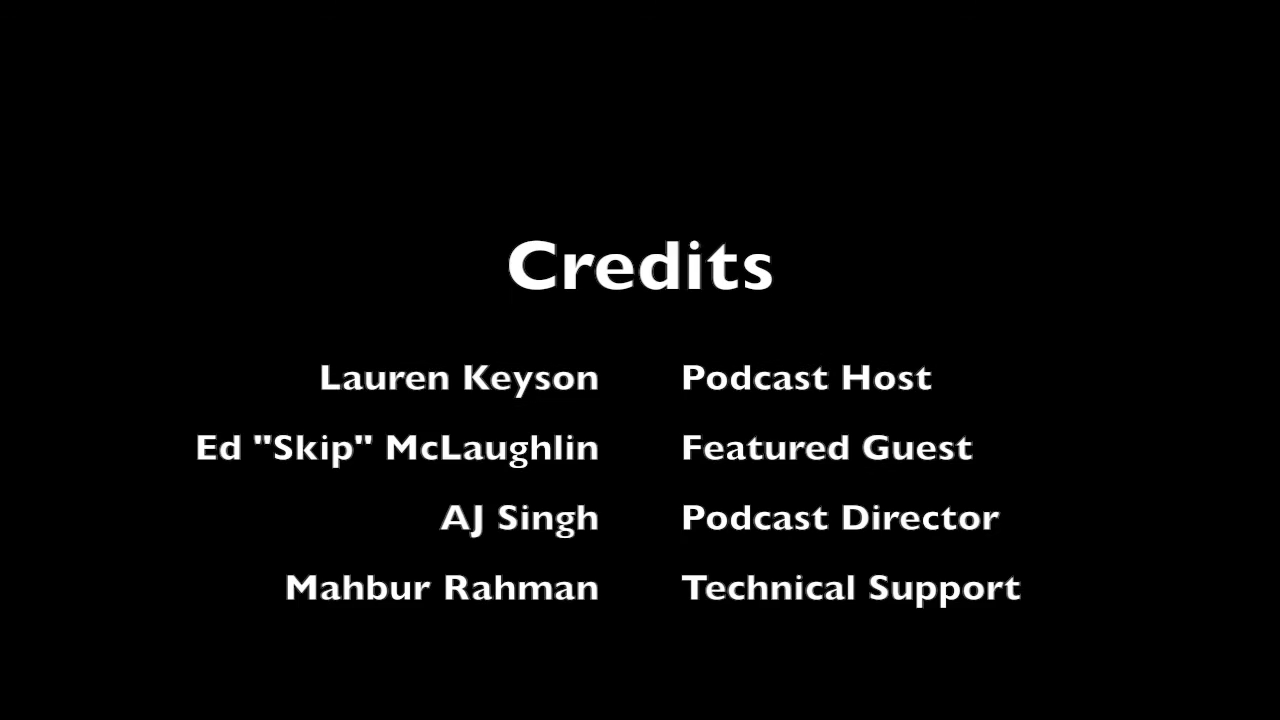 Credits
Lauren Keyson Podcast Host
Ed "Skip" McLaughlin Featured Guest
AJ Singh Podcast Director
Mahbur Rahman Technical Support